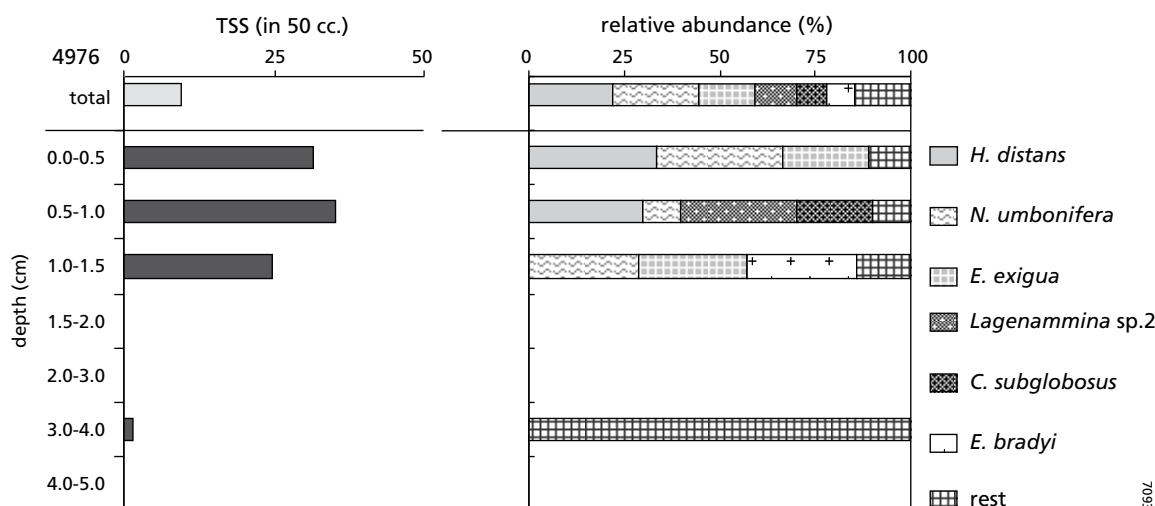 TSS (in 50 cc.) relative abundance (%)
4976 0 25 50 0 25 50 75 100
total
0.0-0.5 H. distans
0.5-1.0 N. umbonifera
1.0-1.5 E. exigua
1.5-2.0 Lagenammina sp.2
2.0-3.0 C. subglobosus
3.0-4.0 E. bradyi
4.0-5.0 rest
depth (cm)